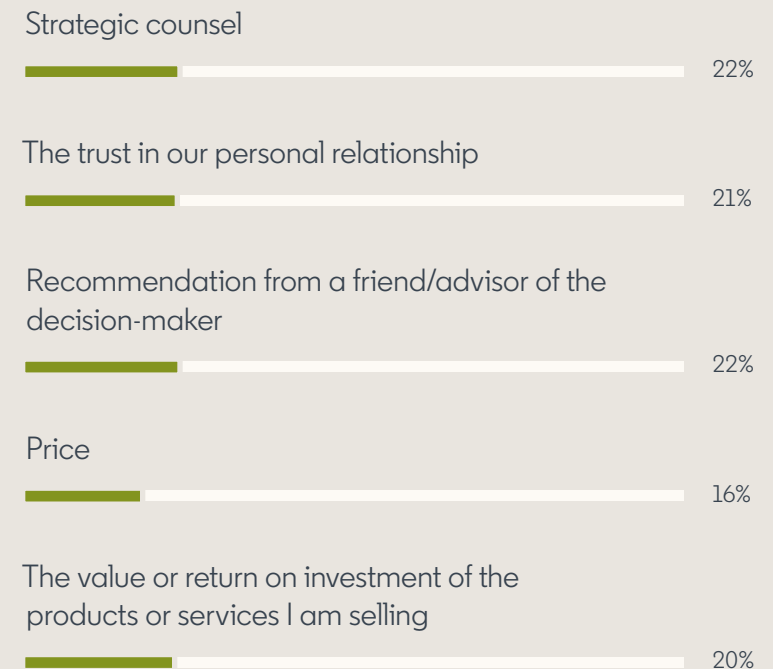 Strategic counsel
22%
The trust in our personal relationship
21%
Recommendation from a friend/advisor of the
decision-maker
22%
Price
16%
The value or return on investment of the
products or services I am selling
20%